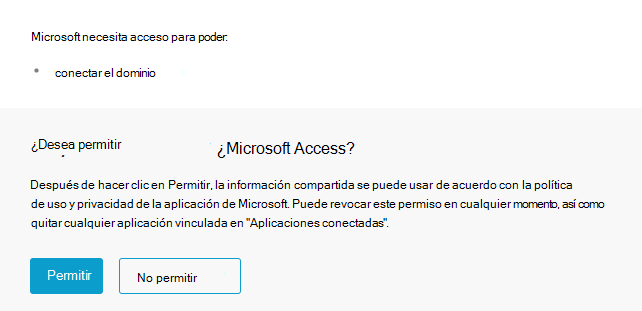 Microsoft necesita acceso para poder:
conectar el dominio
¿Desea permitir ¿Microsoft Access?
Después de hacer clic en Permitir, la información compartida se puede usar de acuerdo con la política
de uso y privacidad de la aplicación de Microsoft. Puede revocar este permiso en cualquier momento, así como
quitar cualquier aplicación vinculada en "Aplicaciones conectadas".
Permitir No permitir